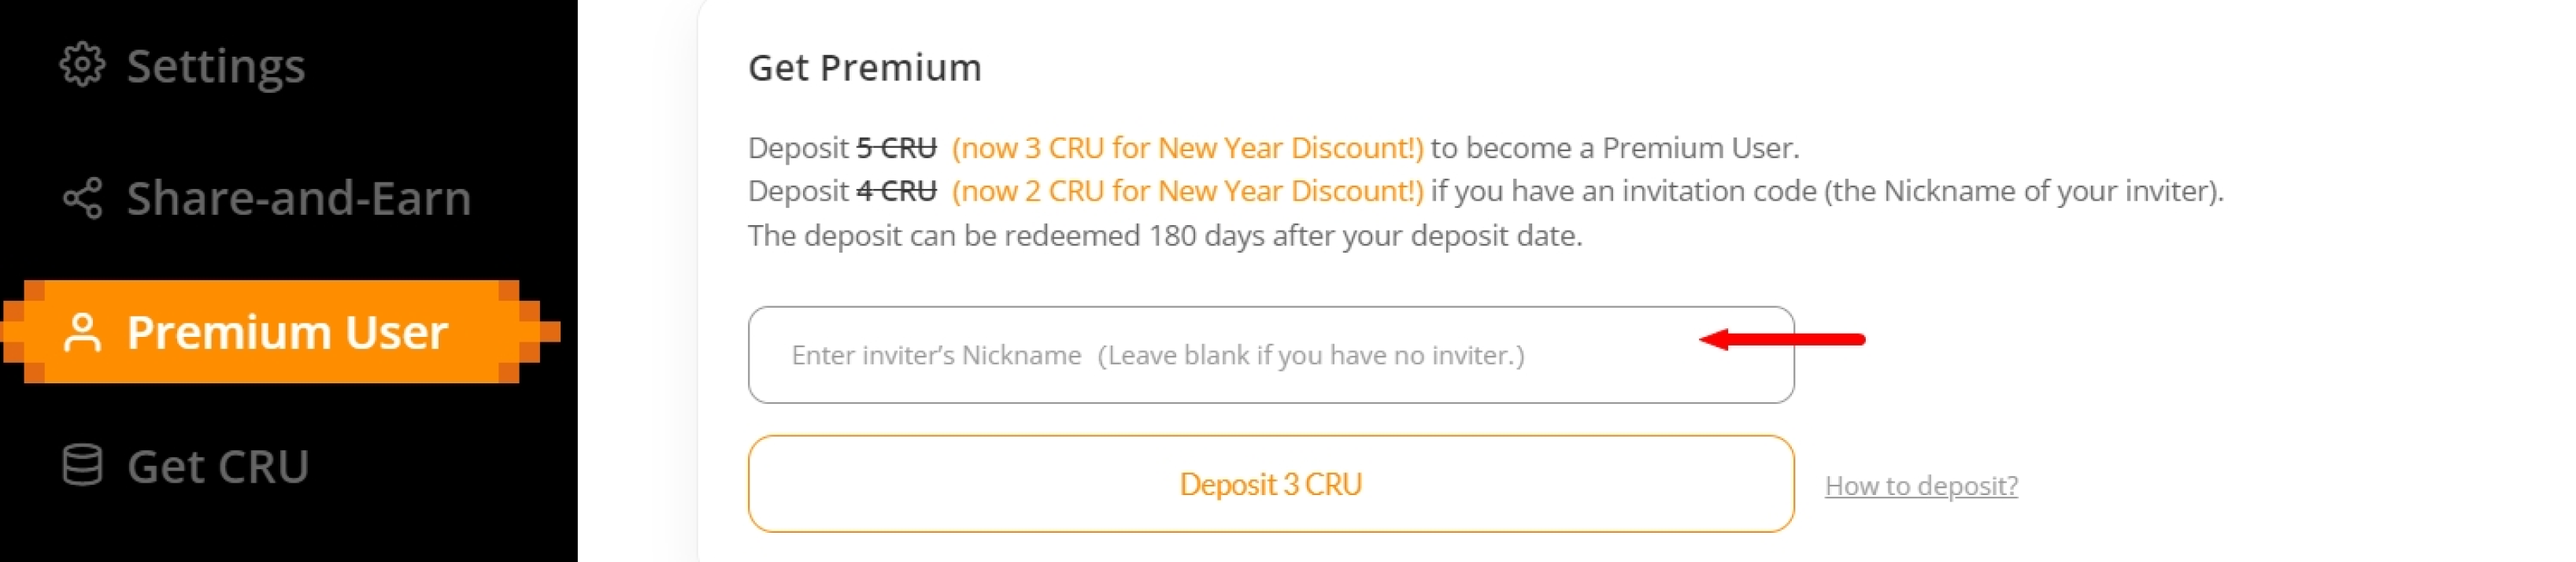 Settings
Share-and-Earn
Premium User
Get CRU
Get Premium
Deposit 5 CRU (now 3 CRU for New Year Discount!) to become a Premium User.
Deposit 4 CRU (now 2 CRU for New Year Discount!) if you have an invitation code (the Nickname of your inviter).
The deposit can be redeemed 180 days after your deposit date.
Enter inviter’s Nickname (Leave blank if you have no inviter.)
Deposit 3 CRU
How to deposit?